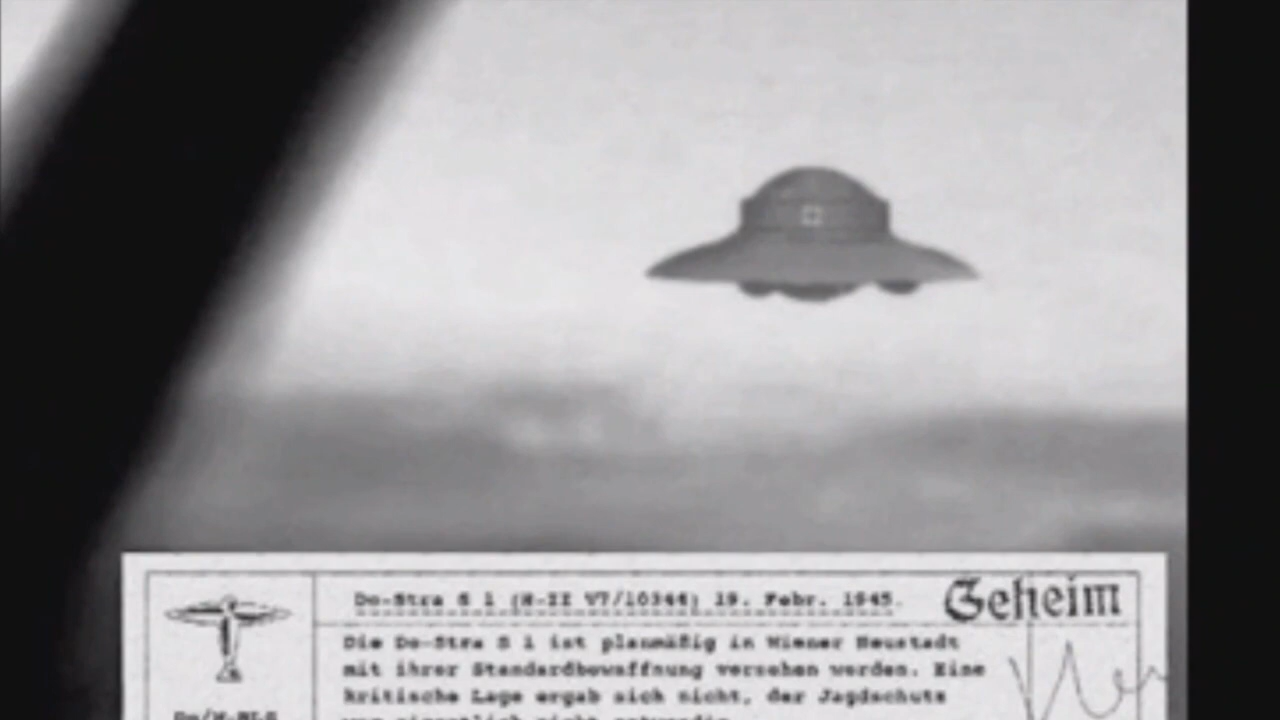 Do-Stra S 1 (H-II V7/10344) 19. Febr. 1945.
Geheim
Die Do-Stra S 1 ist planmäßig in Wiener Neustadt
mit ihrer Standardbewaffnung versehen worden. Eine
kritische Lage ergab sich nicht, der Jagdschutz